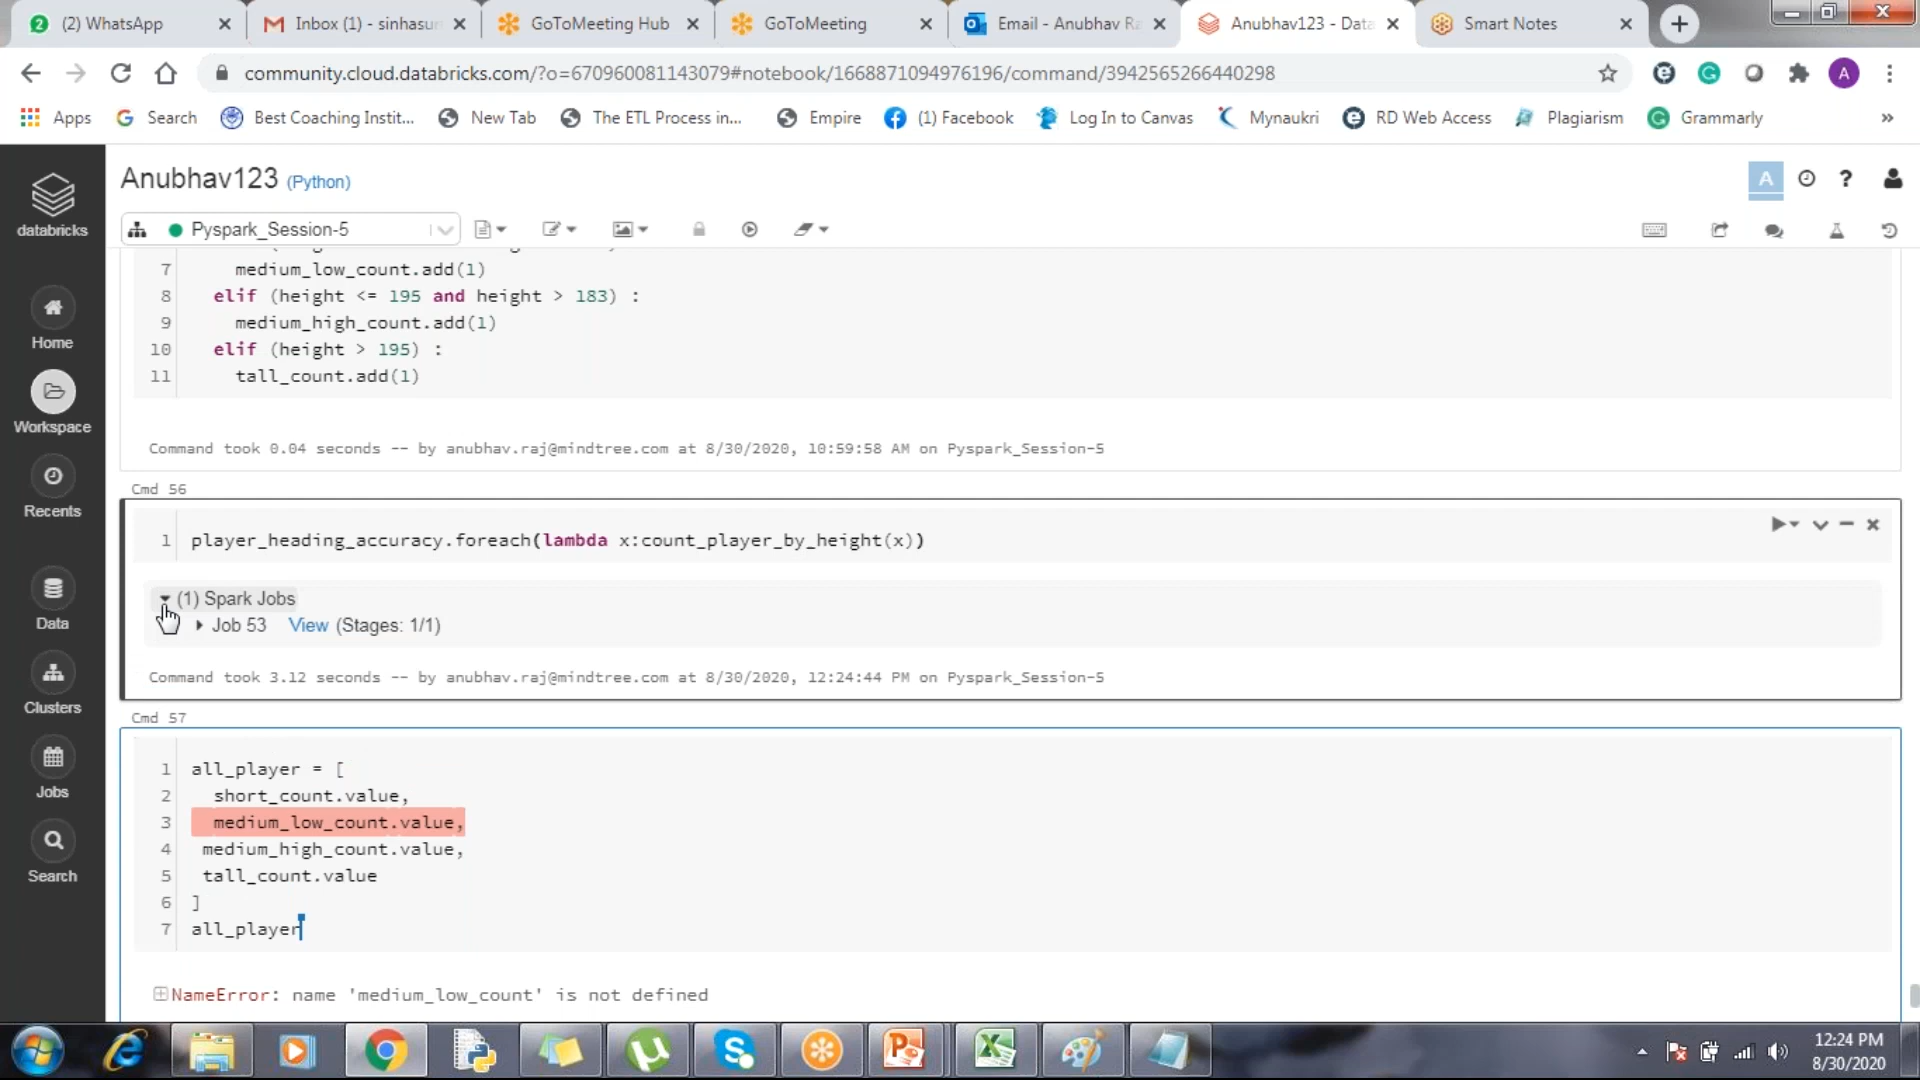 (2) WhatsApp
Inbox (1) - sinhasum
GoToMeeting Hub
GoToMeeting
Email - Anubhav Ra
Anubhav123 - Data
Smart Notes
community.cloud.databricks.com/?o=670960081143079#notebook/1668871094976196/command/3942565266440298
A
Apps
Search
Best Coaching Instit...
New Tab
The ETL Process in...
Empire
(1) Facebook
Log In to Canvas
Mynaukri
RD Web Access
Plagiarism
Grammarly
»
databricks
Home
Workspace
Recents
Data
Clusters
Jobs
Search
Anubhav123 (Python)
A
?
Pyspark_Session-5
7 medium_low_count.add(1)
8 elif (height <= 195 and height > 183) :
9 medium_high_count.add(1)
10 elif (height > 195) :
11 tall_count.add(1)
Command took 0.04 seconds -- by anubhav.raj@mindtree.com at 8/30/2020, 10:59:58 AM on Pyspark_Session-5
Cmd 56
1 player_heading_accuracy.foreach(lambda x:count_player_by_height(x))
(1) Spark Jobs
Job 53 View (Stages: 1/1)
Command took 3.12 seconds -- by anubhav.raj@mindtree.com at 8/30/2020, 12:24:44 PM on Pyspark_Session-5
Cmd 57
1 all_player = [
2 short_count.value,
3 medium_low_count.value,
4 medium_high_count.value,
5 tall_count.value
6 ]
7 all_player
NameError: name 'medium_low_count' is not defined
12:24 PM
8/30/2020